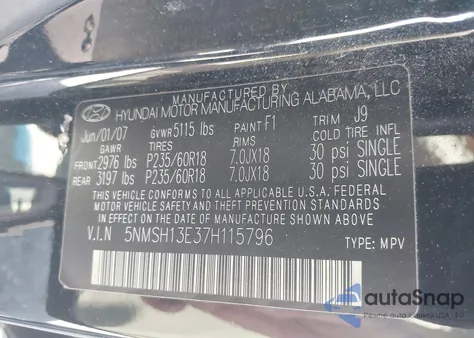 MANUFACTURED BY
HYUNDAI MOTOR MANUFACTURING ALABAMA, LLC
Jun/01/07 GVWR 5115 lbs PAINT: F1 TRIM J9
GAWR TIRES RIMS COLD TIRE INFL
FRONT 2976 lbs P235/60R18 7.0JX18 30 psi SINGLE
REAR 3197 lbs P235/60R18 7.0JX18 30 psi SINGLE
THIS VEHICLE CONFORMS TO ALL APPLICABLE U.S.A. FEDERAL
MOTOR VEHICLE SAFETY AND THEFT PREVENTION STANDARDS
IN EFFECT ON THE DATE OF MANUFACTURE SHOWN ABOVE.
V.I.N 5NMSH13E37H115796
TYPE: MPV
autoSnap